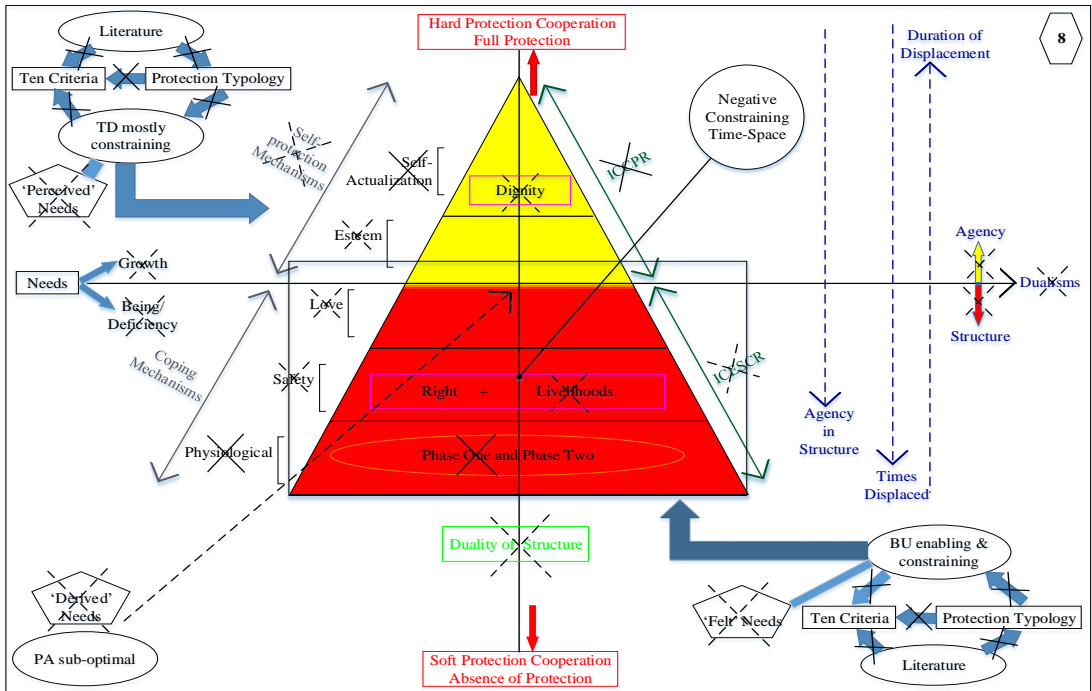 Hard Protection Cooperation
Full Protection
8
Literature
Ten Criteria
Protection Typology
TD mostly
constraining
'Perceived'
Needs
Self-
protection
Mechanisms
Self-
Actualization
Dignity
ICCPR
Negative
Constraining
Time-Space
Duration of
Displacement
Esteem
Agency
Growth
Needs
Being/
Deficiency
Dualisms
Structure
Love
Coping
Mechanisms
Safety
Right + Livelihoods
ICESCR
Agency
in
Structure
Physiological
Phase One and Phase Two
Times
Displaced
Duality of Structure
BU enabling &
constraining
'Derived'
Needs
'Felt' Needs
Ten Criteria
Protection Typology
PA sub-optimal
Soft Protection Cooperation
Absence of Protection
Literature